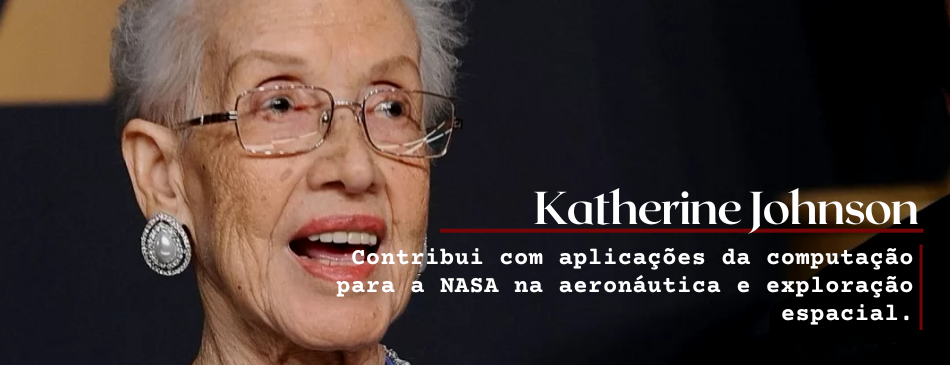 Katherine Johnson
Contribui com aplicações da computação
para a NASA na aeronáutica e exploração
espacial.